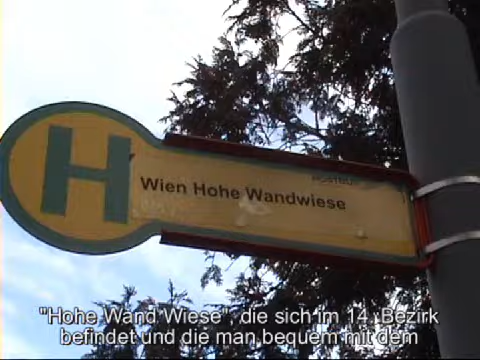 H
Wien Hohe Wandwiese
"Hohe Wand Wiese", die sich im 14. Bezirk
befindet und die man bequem mit dem